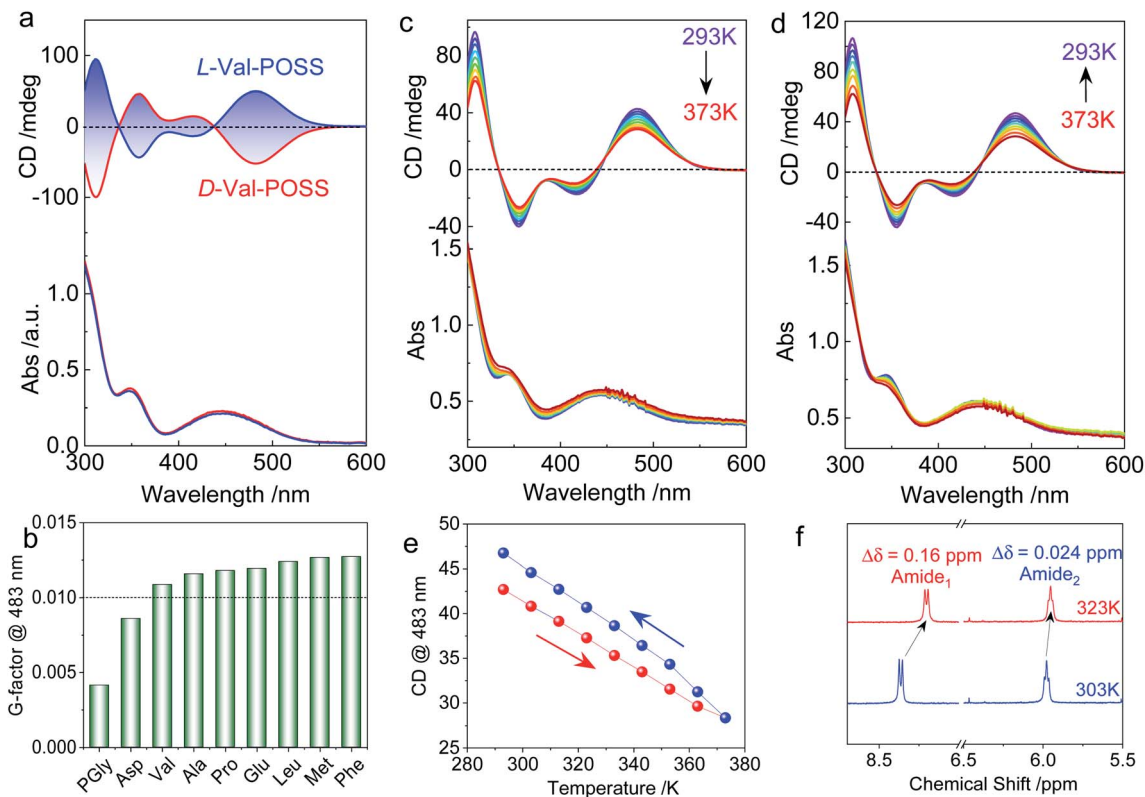 a
100
0
-100
CD /mdeg
L-Val-POSS
D-Val-POSS
1.0
0.5
0.0
Abs /a.u.
300 400 500 600
Wavelength /nm
c
80
40
0
-40
CD /mdeg
293K
373K
1.5
1.0
0.5
Abs
300 400 500 600
Wavelength /nm
d
120
80
40
0
-40
CD /mdeg
293K
373K
1.5
1.0
0.5
Abs
300 400 500 600
Wavelength /nm
b
0.015
0.010
0.005
0.000
G-factor @ 483 nm
PGly Asp Val Ala Pro Glu Leu Met Phe
e
50
45
40
35
30
25
CD @ 483 nm
280 300 320 340 360 380
Temperature /K
f
Δδ = 0.16 ppm
Amide1
Δδ = 0.024 ppm
Amide2
323K
303K
8.5 6.5 6.0 5.5
Chemical Shift /ppm